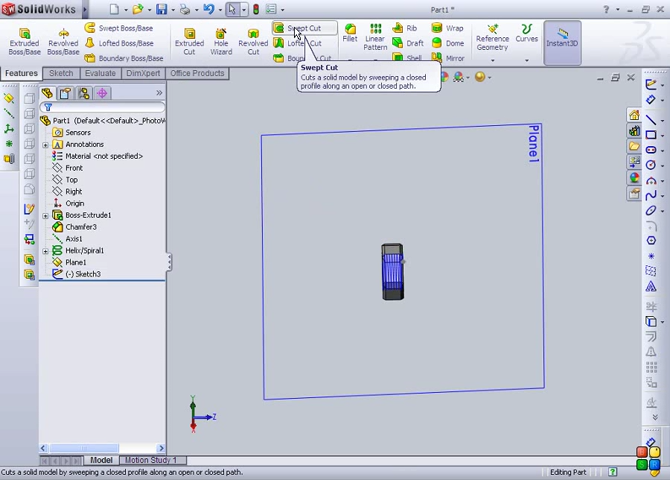 SolidWorks
Part1 *
Extruded Boss/Base
Revolved Boss/Base
Swept Boss/Base
Lofted Boss/Base
Boundary Boss/Base
Extruded Cut
Hole Wizard
Revolved Cut
Swept Cut
Lofted Cut
Boundary Cut
Fillet
Linear Pattern
Rib
Draft
Shell
Wrap
Dome
Mirror
Reference Geometry
Curves
Instant3D
Features
Sketch
Evaluate
DimXpert
Office Products
Swept Cut
Cuts a solid model by sweeping a closed
profile along an open or closed path.
Part1 (Default<<Default>_PhotoW
Sensors
Annotations
Material <not specified>
Front
Top
Right
Origin
Boss-Extrude1
Chamfer3
Axis1
Helix/Spiral1
Plane1
(-) Sketch3
Plane1
Y
Z
Model
Motion Study 1
Cuts a solid model by sweeping a closed profile along an open or closed path.
Editing Part